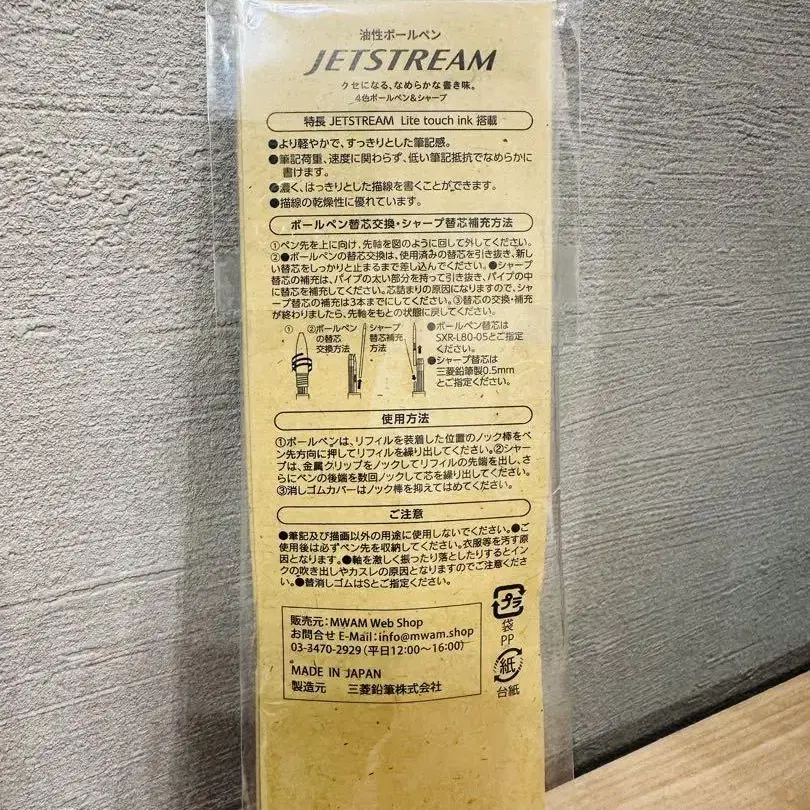 油性ボールペン
JETSTREAM
クセになる、なめらかな書き味。
4色ボールペン&シャープ
特長 JETSTREAM Lite touch ink 搭載
●より軽やかで、すっきりとした筆記感。
●筆記荷重、速度に関わらず、低い筆記抵抗でなめらかに
書けます。
●濃く、はっきりとした描線を書くことができます。
●描線の乾燥性に優れています。
ボールペン替芯交換・シャープ替芯補充方法
①ペン先を上に向け、先軸を図のように回して外してください。
②●ボールペンの替芯交換は、使用済みの替芯を引き抜き、新し
い替芯をしっかりと止まるまで差し込んでください。●シャープ
替芯の補充は、パイプの太い部分を持って引き抜き、パイプの中
に替芯を補充してください。芯詰まりの原因になりますので、シャ
ープ替芯の補充は3本までにしてください。③替芯の交換・補充
が終わりましたら、先軸をもとの状態に戻してください。
①
②ボールペン
の替芯
交換方法
シャープ
替芯補充
方法
●ボールペン替芯は
SXR-L80-05とご指定
ください。
●シャープ替芯は
三菱鉛筆製0.5mm
とご指定ください。
使用方法
①ボールペンは、リフィルを装着した位置のノック棒をペ
ン先方向に押してリフィルを繰り出してください。②シャー
プは、金属クリップをノックしてリフィルの先端を出し、さ
らにペンの後端を数回ノックして芯を繰り出してください。
③消しゴムカバーはノック棒を抑えてはめてください。
ご注意
●筆記及び描画以外の用途に使用しないでください。●ご
使用後は必ずペン先を収納してください。衣服等を汚す原
因となります。●軸を激しく振ったり落としたりするとイン
クの吹き出しやカスレの原因となりますのでご注意くださ
い。●替消しゴムはSとご指定ください。
販売元:MWAM Web Shop
お問合せ E-Mail:info@mwam.shop
03-3470-2929(平日12:00~16:00)
MADE IN JAPAN
製造元 三菱鉛筆株式会社
プラ
袋
PP
紙
台紙